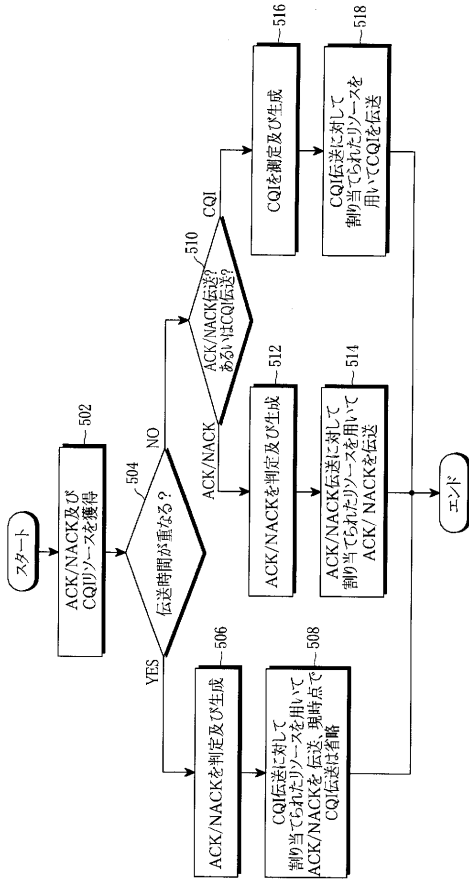 スタート
ACK/NACK及び
CQIリソースを獲得
502
伝送時間が重なる?
504
YES
NO
ACK/NACKを判定及び生成
506
CQI伝送に対して
割り当てられたリソースを用いて
ACK/NACKを 伝送、現時点で
CQI伝送は省略
508
ACK/NACK伝送?
あるいはCQI伝送?
510
ACK/NACK
CQI
ACK/NACKを判定及び生成
512
ACK/NACK伝送に対して
割り当てられたリソースを用いて
ACK/ NACKを伝送
514
CQIを測定及び生成
516
CQI伝送に対して
割り当てられたリソースを
用いてCQIを伝送
518
エンド